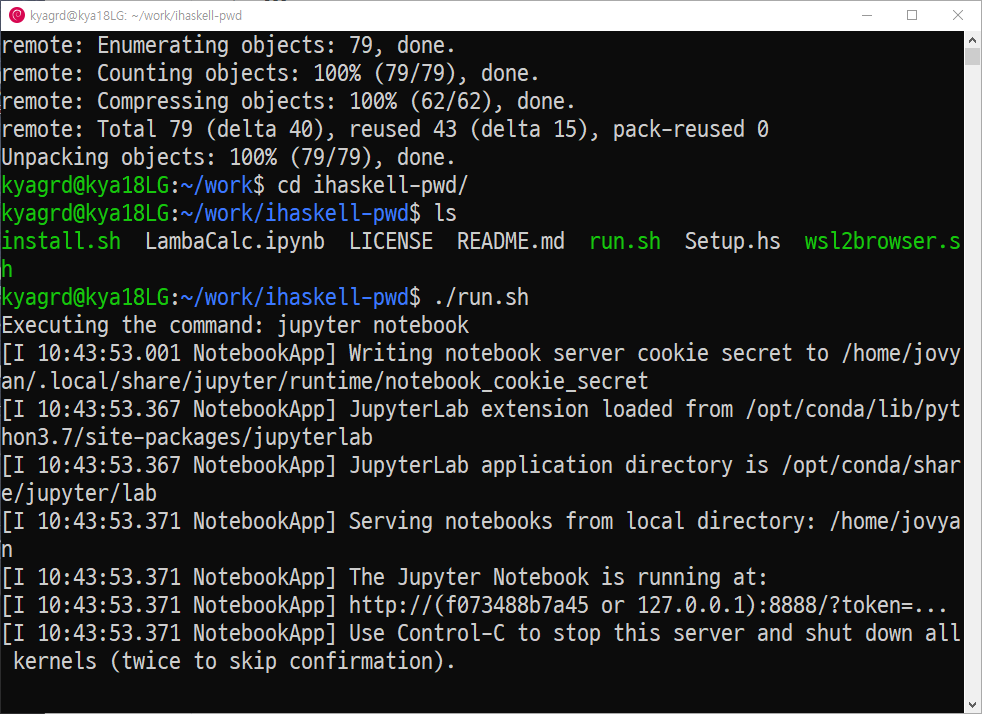 kyagrd@kya18LG: ~/work/ihaskell-pwd
remote: Enumerating objects: 79, done.
remote: Counting objects: 100% (79/79), done.
remote: Compressing objects: 100% (62/62), done.
remote: Total 79 (delta 40), reused 43 (delta 15), pack-reused 0
Unpacking objects: 100% (79/79), done.
kyagrd@kya18LG:~/work$ cd ihaskell-pwd/
kyagrd@kya18LG:~/work/ihaskell-pwd$ ls
install.sh  LambaCalc.ipynb  LICENSE  README.md  run.sh  Setup.hs  wsl2browser.s
h
kyagrd@kya18LG:~/work/ihaskell-pwd$ ./run.sh
Executing the command: jupyter notebook
[I 10:43:53.001 NotebookApp] Writing notebook server cookie secret to /home/jovy
an/.local/share/jupyter/runtime/notebook_cookie_secret
[I 10:43:53.367 NotebookApp] JupyterLab extension loaded from /opt/conda/lib/pyt
hon3.7/site-packages/jupyterlab
[I 10:43:53.367 NotebookApp] JupyterLab application directory is /opt/conda/shar
e/jupyter/lab
[I 10:43:53.371 NotebookApp] Serving notebooks from local directory: /home/jovya
n
[I 10:43:53.371 NotebookApp] The Jupyter Notebook is running at:
[I 10:43:53.371 NotebookApp] http://(f073488b7a45 or 127.0.0.1):8888/?token=...
[I 10:43:53.371 NotebookApp] Use Control-C to stop this server and shut down all
 kernels (twice to skip confirmation).